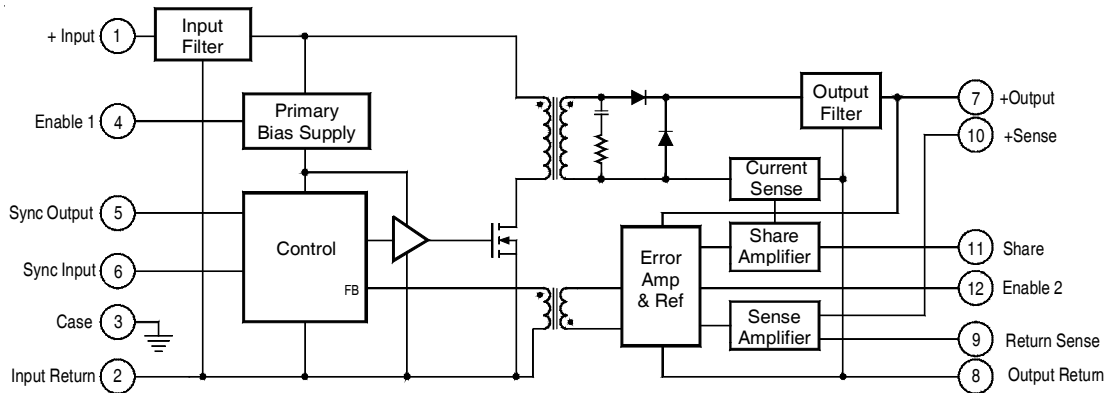 + Input
1
Input
Filter
Enable 1
4
Primary
Bias Supply
Sync Output
5
Sync Input
6
Control
FB
Case
3
Input Return
2
Output
Filter
7
+Output
10
+Sense
Current
Sense
Share
Amplifier
11
Share
Error
Amp
& Ref
12
Enable 2
Sense
Amplifier
9
Return Sense
8
Output Return